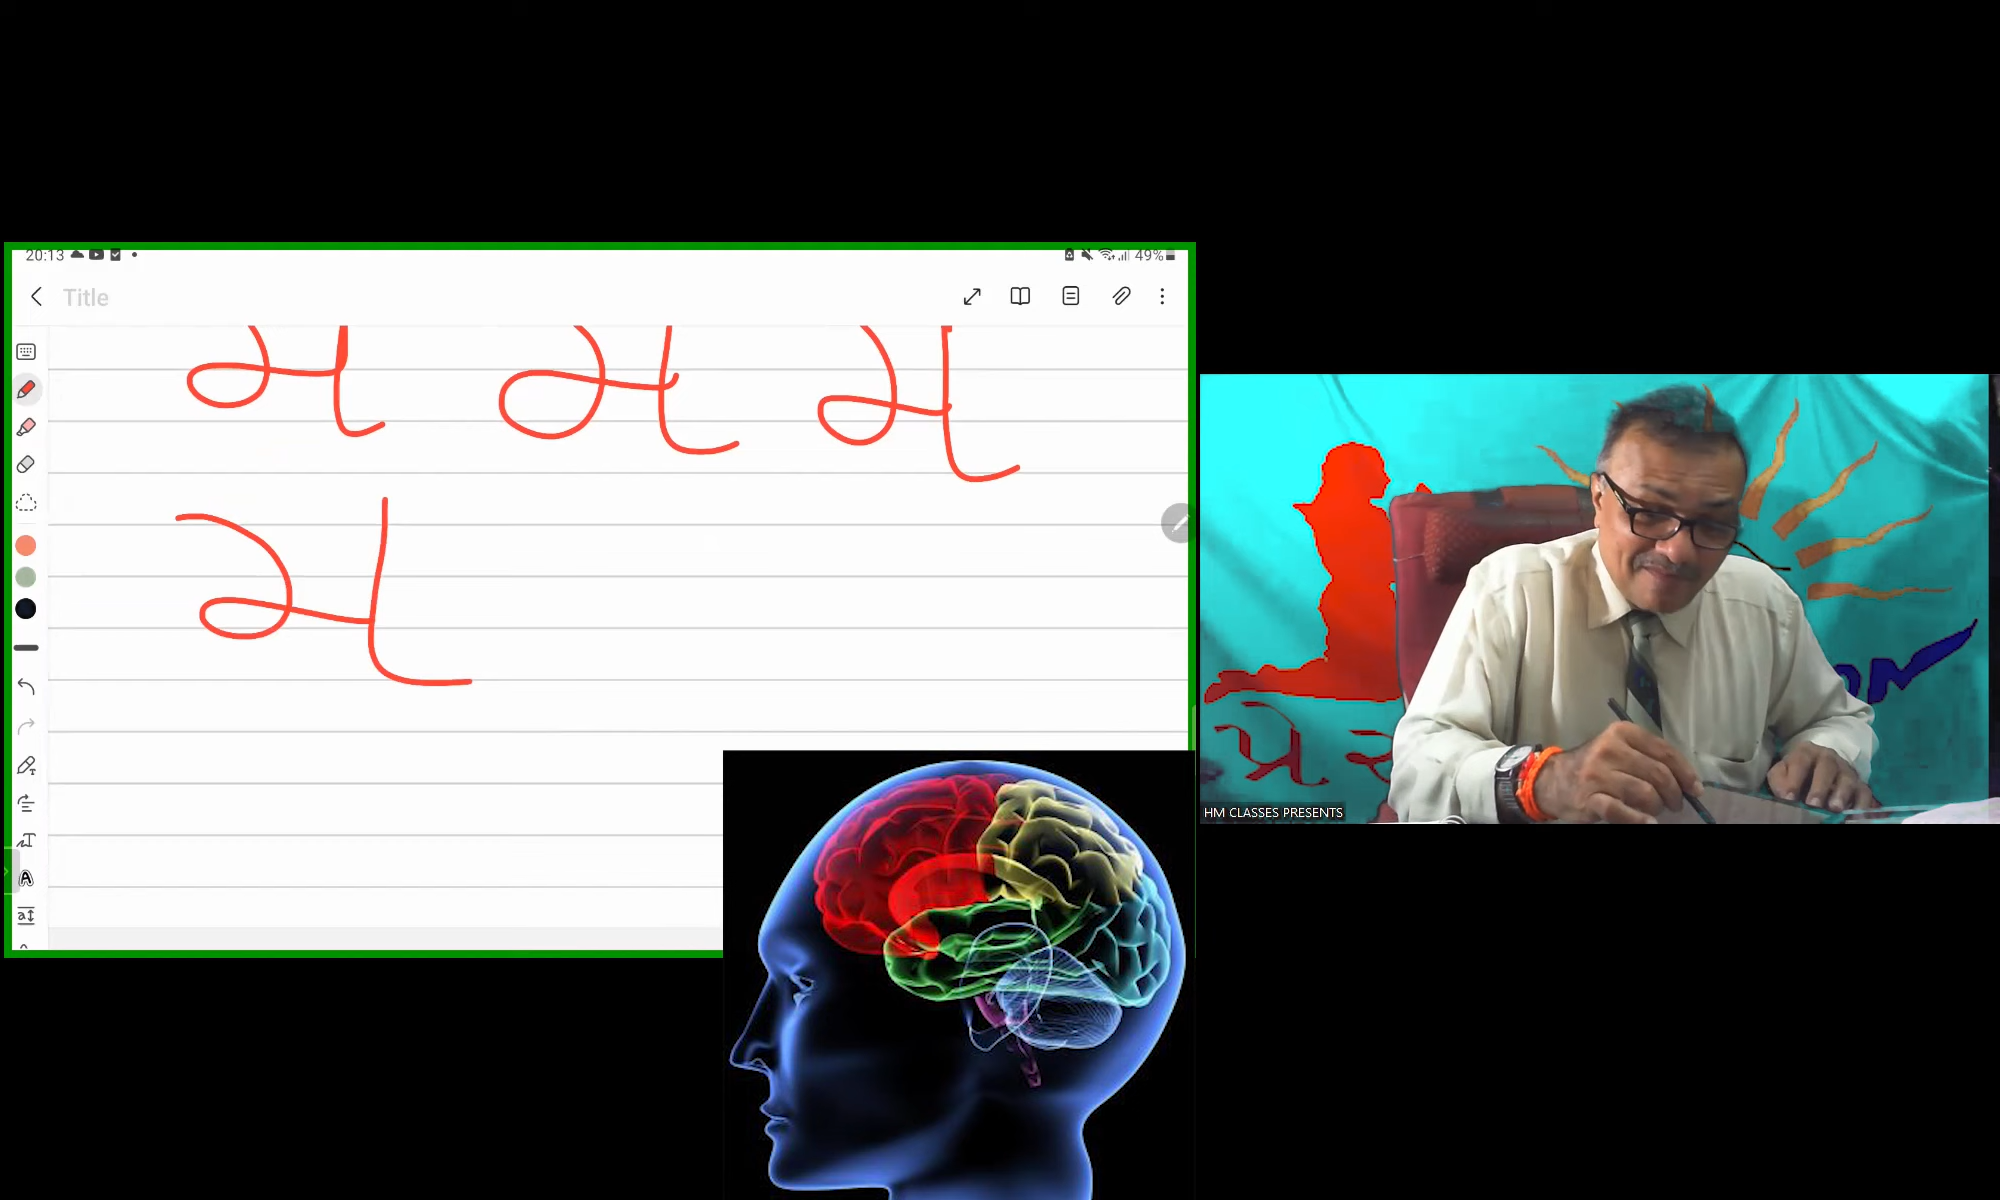 20:13 49%
Title
મ મ મ
મ
પ્રે
HM CLASSES PRESENTS